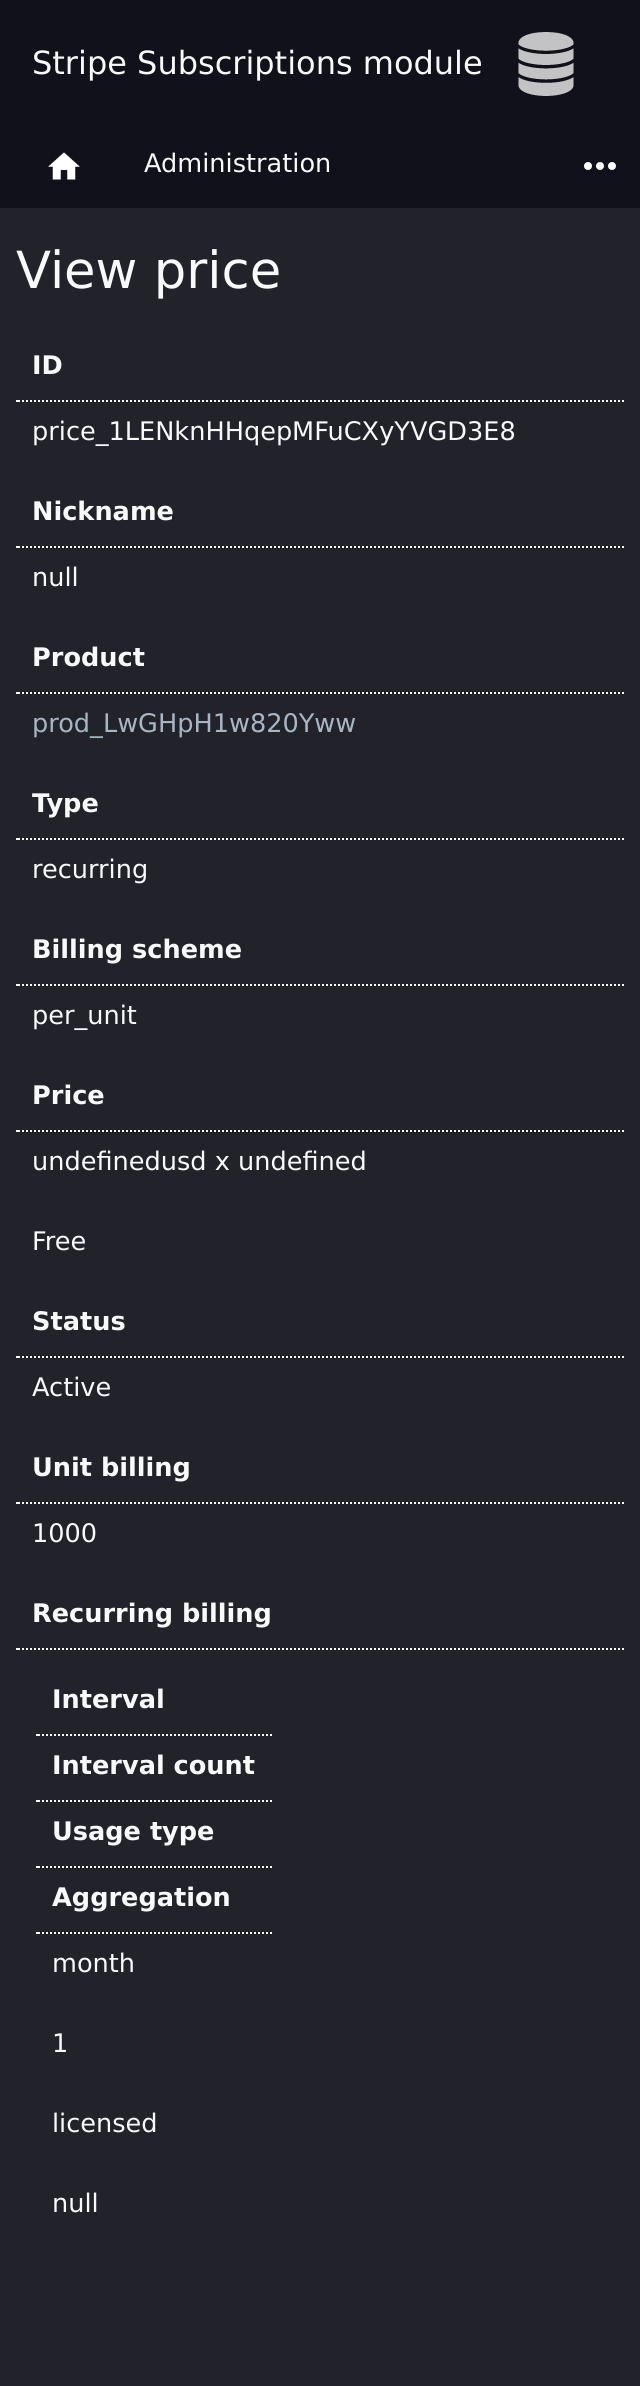 Stripe Subscriptions module
Administration
View price
ID
price_1LENknHHqepMFuCXyYVGD3E8
Nickname
null
Product
prod_LwGHpH1w820Yww
Type
recurring
Billing scheme
per_unit
Price
undefinedusd x undefined
Free
Status
Active
Unit billing
1000
Recurring billing
Interval
Interval count
Usage type
Aggregation
month
1
licensed
null